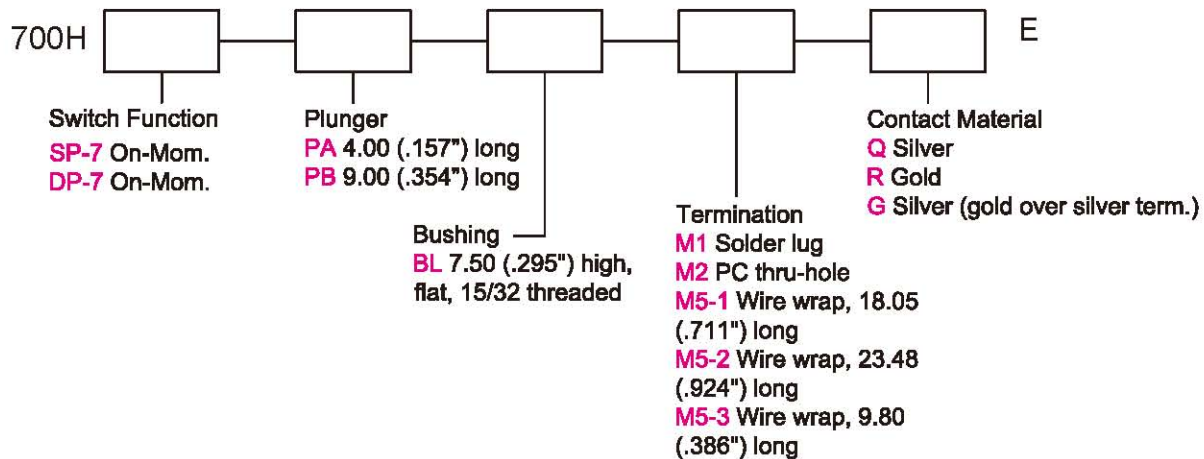 700H E
Switch Function
SP-7 On-Mom.
DP-7 On-Mom.
Plunger
PA 4.00 (.157") long
PB 9.00 (.354") long
Bushing
BL 7.50 (.295") high,
flat, 15/32 threaded
Termination
M1 Solder lug
M2 PC thru-hole
M5-1 Wire wrap, 18.05
(.711") long
M5-2 Wire wrap, 23.48
(.924") long
M5-3 Wire wrap, 9.80
(.386") long
Contact Material
Q Silver
R Gold
G Silver (gold over silver term.)